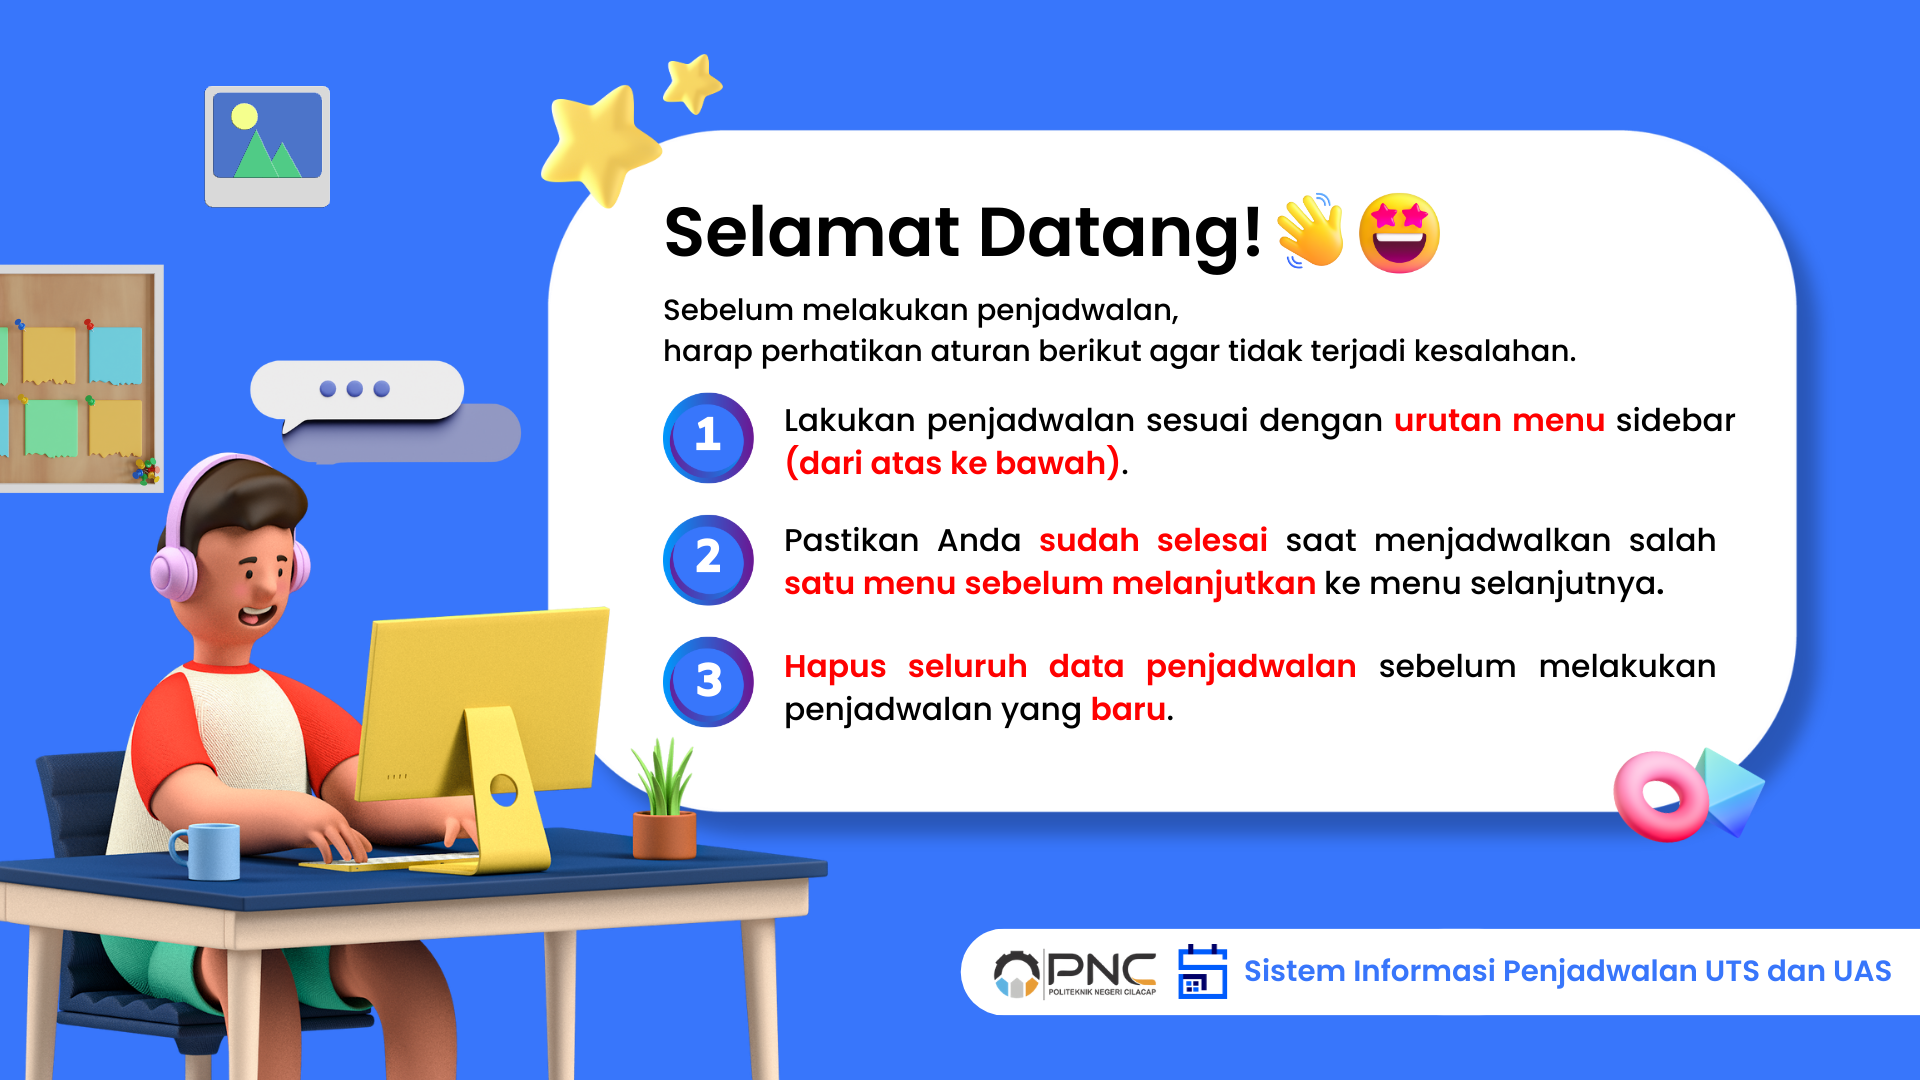 Selamat Datang! 👋 🤩
Sebelum melakukan penjadwalan,
harap perhatikan aturan berikut agar tidak terjadi kesalahan.
1 Lakukan penjadwalan sesuai dengan urutan menu sidebar
(dari atas ke bawah).
2 Pastikan Anda sudah selesai saat menjadwalkan salah
satu menu sebelum melanjutkan ke menu selanjutnya.
3 Hapus seluruh data penjadwalan sebelum melakukan
penjadwalan yang baru.
PNC
POLITEKNIK NEGERI CILACAP
Sistem Informasi Penjadwalan UTS dan UAS